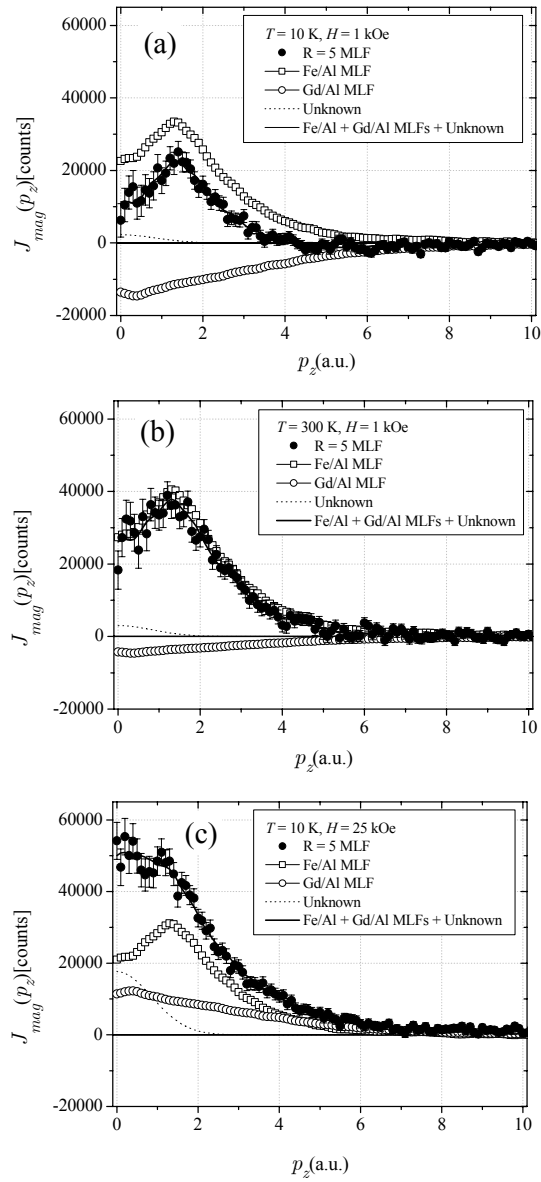 (a)
T = 10 K, H = 1 kOe
R = 5 MLF
Fe/Al MLF
Gd/Al MLF
Unknown
Fe/Al + Gd/Al MLFs + Unknown
60000
40000
20000
0
-20000
J_mag(p_z)[counts]
0 2 4 6 8 10
p_z(a.u.)
(b)
T = 300 K, H = 1 kOe
R = 5 MLF
Fe/Al MLF
Gd/Al MLF
Unknown
Fe/Al + Gd/Al MLFs + Unknown
60000
40000
20000
0
-20000
J_mag(p_z)[counts]
0 2 4 6 8 10
p_z(a.u.)
(c)
T = 10 K, H = 25 kOe
R = 5 MLF
Fe/Al MLF
Gd/Al MLF
Unknown
Fe/Al + Gd/Al MLFs + Unknown
60000
40000
20000
0
-20000
J_mag(p_z)[counts]
0 2 4 6 8 10
p_z(a.u.)